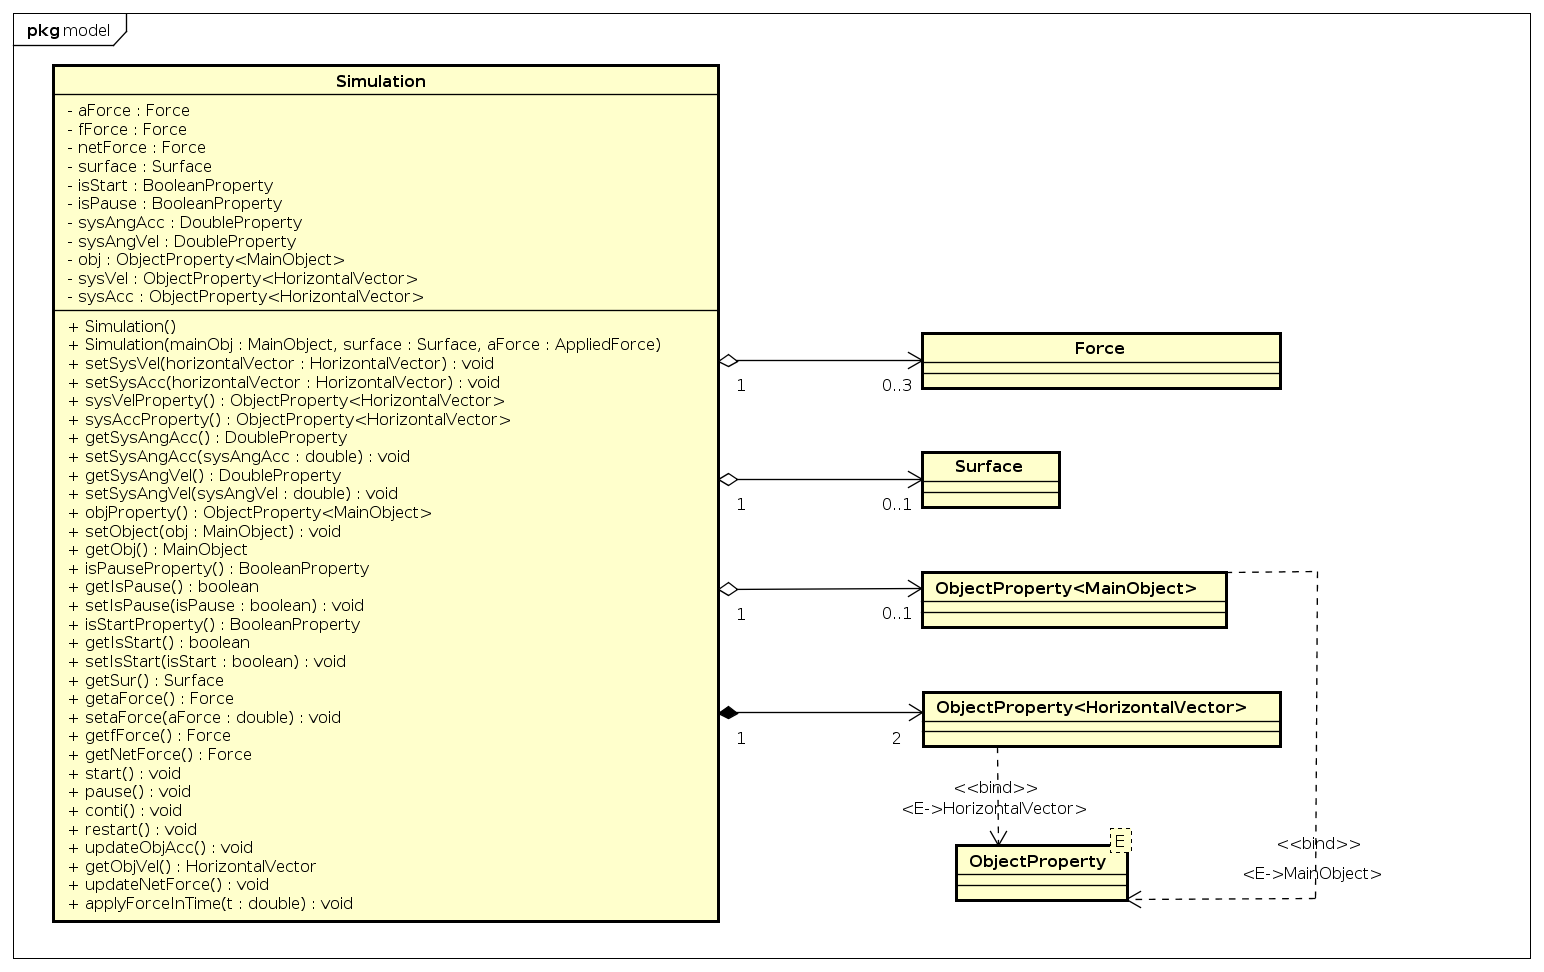 pkg model
Simulation
- aForce : Force
- fForce : Force
- netForce : Force
- surface : Surface
- isStart : BooleanProperty
- isPause : BooleanProperty
- sysAngAcc : DoubleProperty
- sysAngVel : DoubleProperty
- obj : ObjectProperty<MainObject>
- sysVel : ObjectProperty<HorizontalVector>
- sysAcc : ObjectProperty<HorizontalVector>
+ Simulation()
+ Simulation(mainObj : MainObject, surface : Surface, aForce : AppliedForce)
+ setSysVel(horizontalVector : HorizontalVector) : void
+ setSysAcc(horizontalVector : HorizontalVector) : void
+ sysVelProperty() : ObjectProperty<HorizontalVector>
+ sysAccProperty() : ObjectProperty<HorizontalVector>
+ getSysAngAcc() : DoubleProperty
+ setSysAngAcc(sysAngAcc : double) : void
+ getSysAngVel() : DoubleProperty
+ setSysAngVel(sysAngVel : double) : void
+ objProperty() : ObjectProperty<MainObject>
+ setObject(obj : MainObject) : void
+ getObj() : MainObject
+ isPauseProperty() : BooleanProperty
+ getIsPause() : boolean
+ setIsPause(isPause : boolean) : void
+ isStartProperty() : BooleanProperty
+ getIsStart() : boolean
+ setIsStart(isStart : boolean) : void
+ getSur() : Surface
+ getaForce() : Force
+ setaForce(aForce : double) : void
+ getfForce() : Force
+ getNetForce() : Force
+ start() : void
+ pause() : void
+ conti() : void
+ restart() : void
+ updateObjAcc() : void
+ getObjVel() : HorizontalVector
+ updateNetForce() : void
+ applyForceInTime(t : double) : void
Force
1
0..3
Surface
1
0..1
ObjectProperty<MainObject>
1
0..1
ObjectProperty<HorizontalVector>
1
2
<<bind>>
<E->HorizontalVector>
E
ObjectProperty
<<bind>>
<E->MainObject>